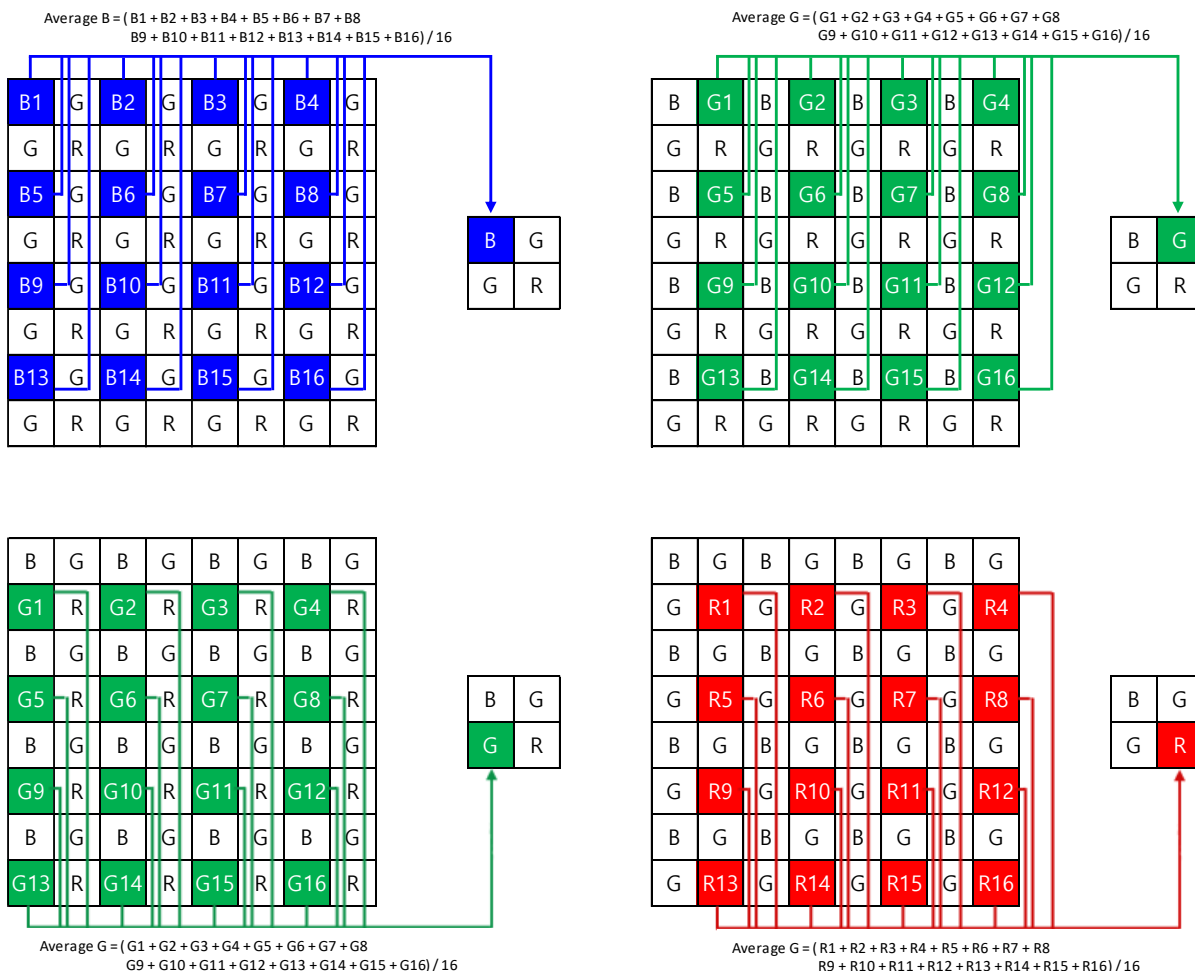 Average B = ( B1 + B2 + B3 + B4 + B5 + B6 + B7 + B8
B9 + B10 + B11 + B12 + B13 + B14 + B15 + B16) / 16
B1 G B2 G B3 G B4 G
G R G R G R G R
B5 G B6 G B7 G B8 G
G R G R G R G R
B9 G B10 G B11 G B12 G
G R G R G R G R
B13 G B14 G B15 G B16 G
G R G R G R G R
B G
G R
Average G = ( G1 + G2 + G3 + G4 + G5 + G6 + G7 + G8
G9 + G10 + G11 + G12 + G13 + G14 + G15 + G16) / 16
B G1 B G2 B G3 B G4
G R G R G R G R
B G5 B G6 B G7 B G8
G R G R G R G R
B G9 B G10 B G11 B G12
G R G R G R G R
B G13 B G14 B G15 B G16
G R G R G R G R
B G
G R
B G B G B G B G
G1 R G2 R G3 R G4 R
B G B G B G B G
G5 R G6 R G7 R G8 R
B G B G B G B G
G9 R G10 R G11 R G12 R
B G B G B G B G
G13 R G14 R G15 R G16 R
B G
G R
Average G = ( G1 + G2 + G3 + G4 + G5 + G6 + G7 + G8
G9 + G10 + G11 + G12 + G13 + G14 + G15 + G16) / 16
B G B G B G B G
G R1 G R2 G R3 G R4
B G B G B G B G
G R5 G R6 G R7 G R8
B G B G B G B G
G R9 G R10 G R11 G R12
B G B G B G B G
G R13 G R14 G R15 G R16
B G
G R
Average G = ( R1 + R2 + R3 + R4 + R5 + R6 + R7 + R8
R9 + R10 + R11 + R12 + R13 + R14 + R15 + R16) / 16